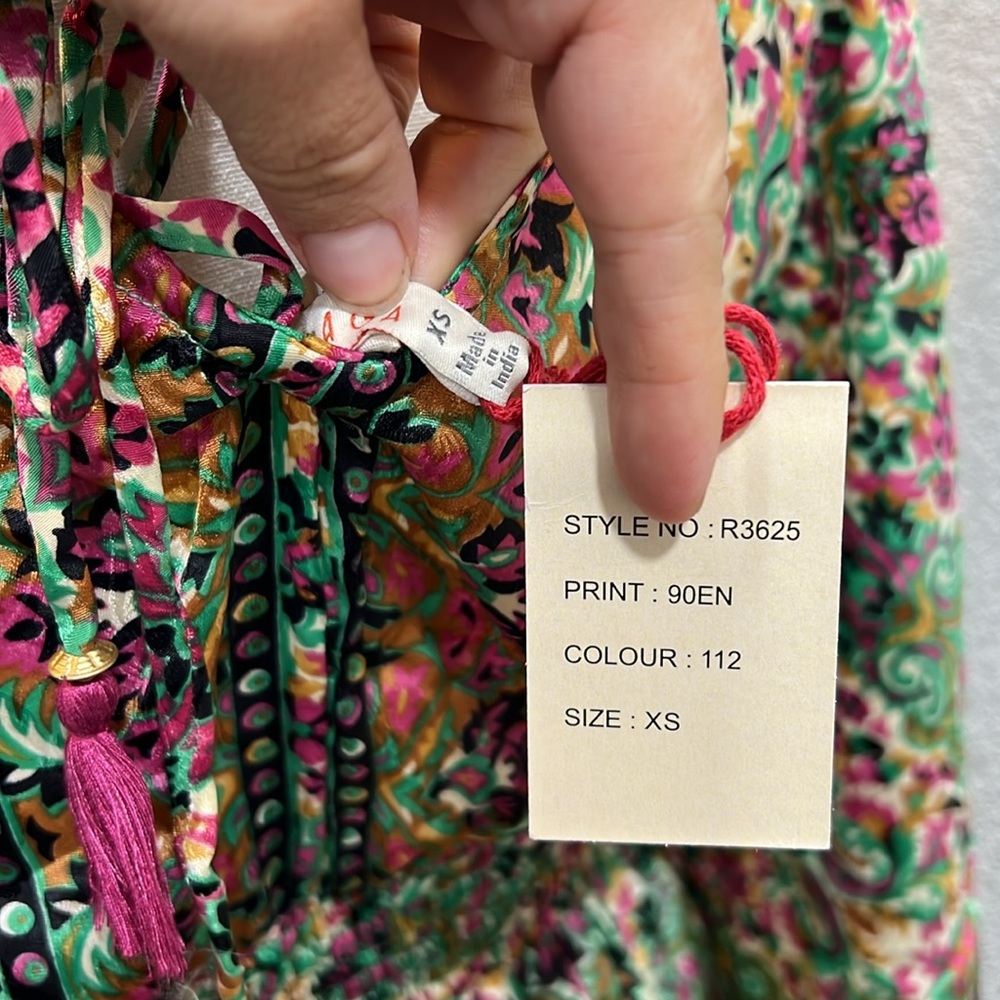 XS
Made
in
India
STYLE NO : R3625
PRINT : 90EN
COLOUR : 112
SIZE : XS